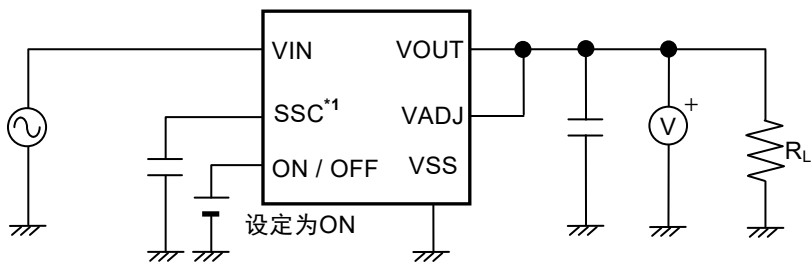 VIN
VOUT
SSC*1
VADJ
ON / OFF
VSS
设定为ON
V
+
RL